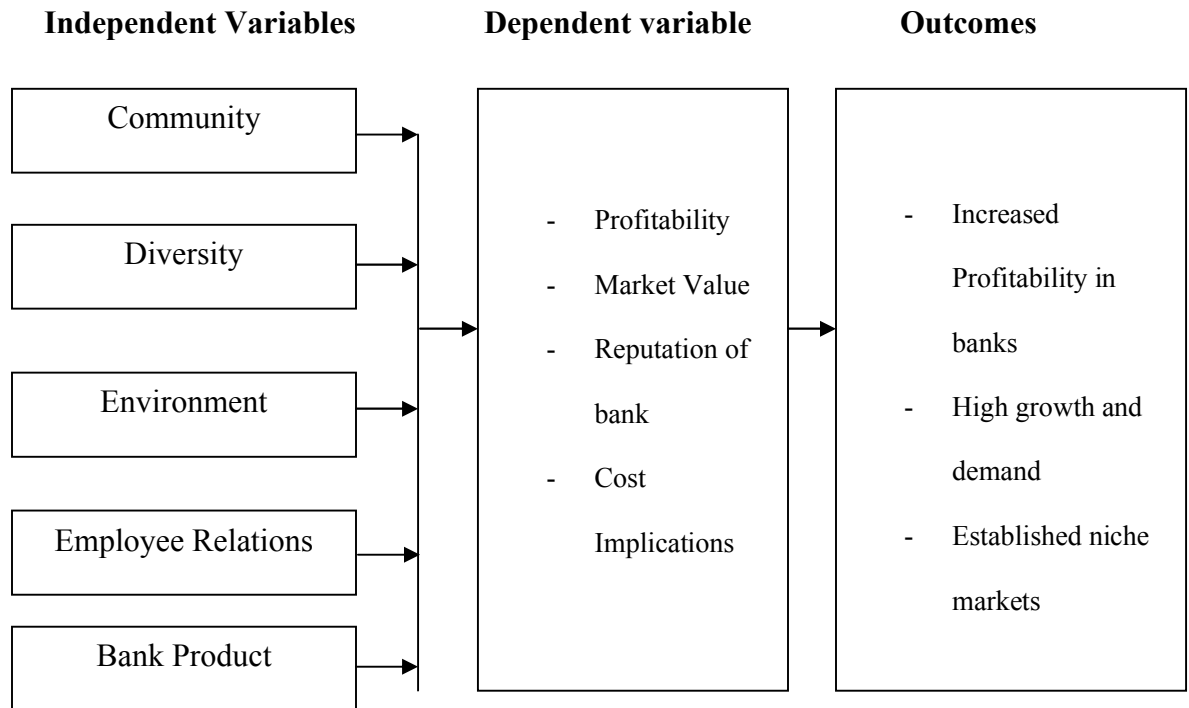 Independent Variables
Dependent variable
Outcomes
Community
Diversity
Environment
Employee Relations
Bank Product
- Profitability
- Market Value
- Reputation of
bank
- Cost
Implications
- Increased
Profitability in
banks
- High growth and
demand
- Established niche
markets